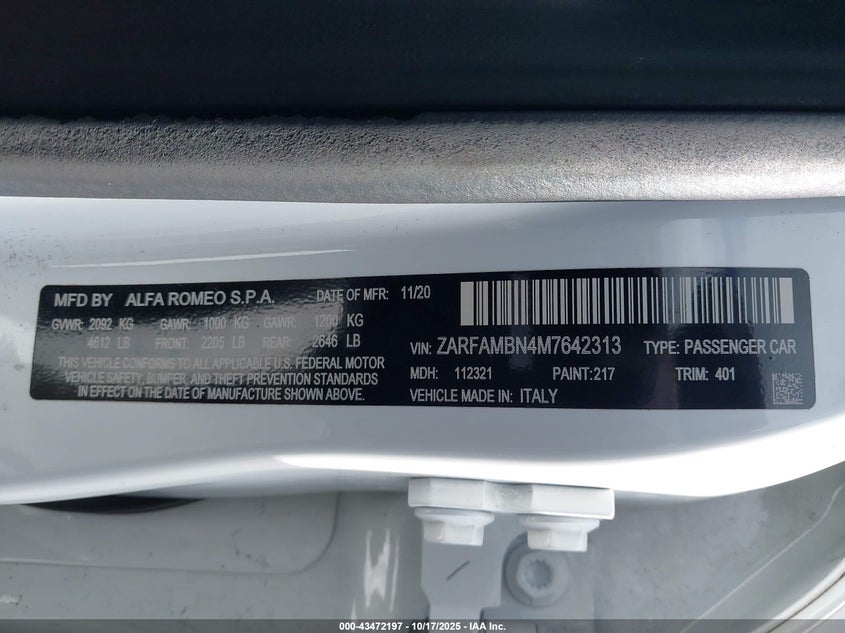 MFD BY ALFA ROMEO S.P.A. DATE OF MFR: 11/20
GVWR: 2092 KG GAWR: 1000 KG GAWR: 1200 KG
4612 LB FRONT: 2205 LB REAR: 2646 LB
THIS VEHICLE CONFORMS TO ALL APPLICABLE U.S. FEDERAL MOTOR
VEHICLE SAFETY, BUMPER, AND THEFT PREVENTION STANDARDS
IN EFFECT ON THE DATE OF MANUFACTURE SHOWN ABOVE.
VIN: ZARFAMBN4M7642313 TYPE: PASSENGER CAR
MDH: 112321 PAINT:217 TRIM: 401
VEHICLE MADE IN: ITALY
000-43472197 - 10/17/2025 - IAA Inc.